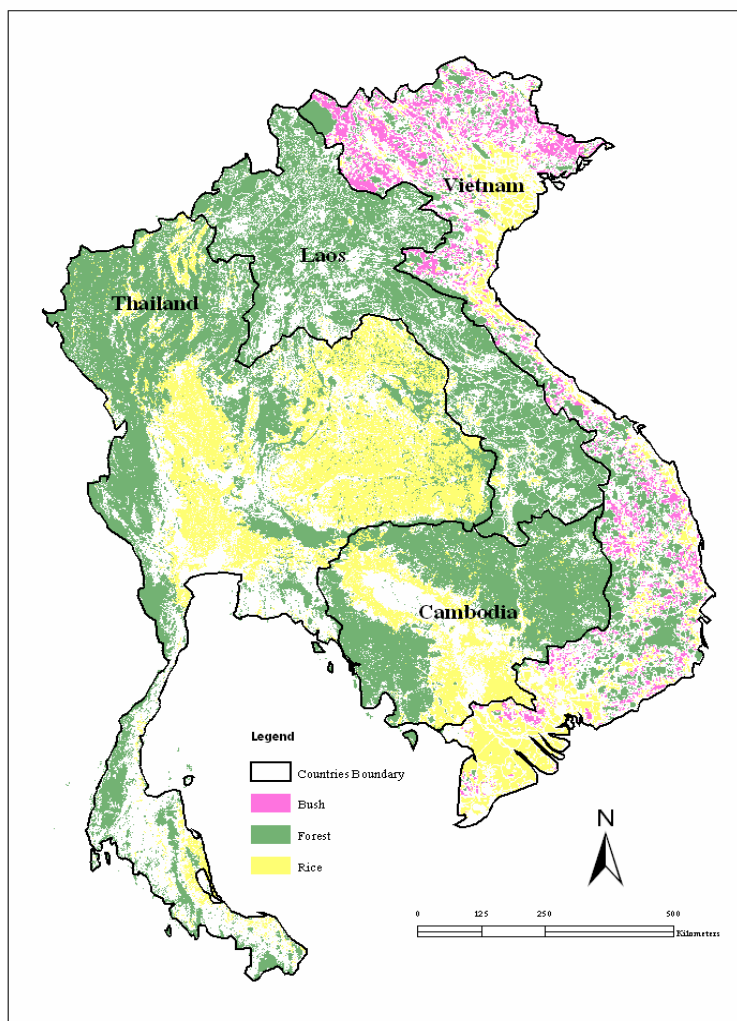 Vietnam
Laos
Thailand
Cambodia
Legend
Countries Boundary
Bush
Forest
Rice
N
0 125 250 500
Kilometers